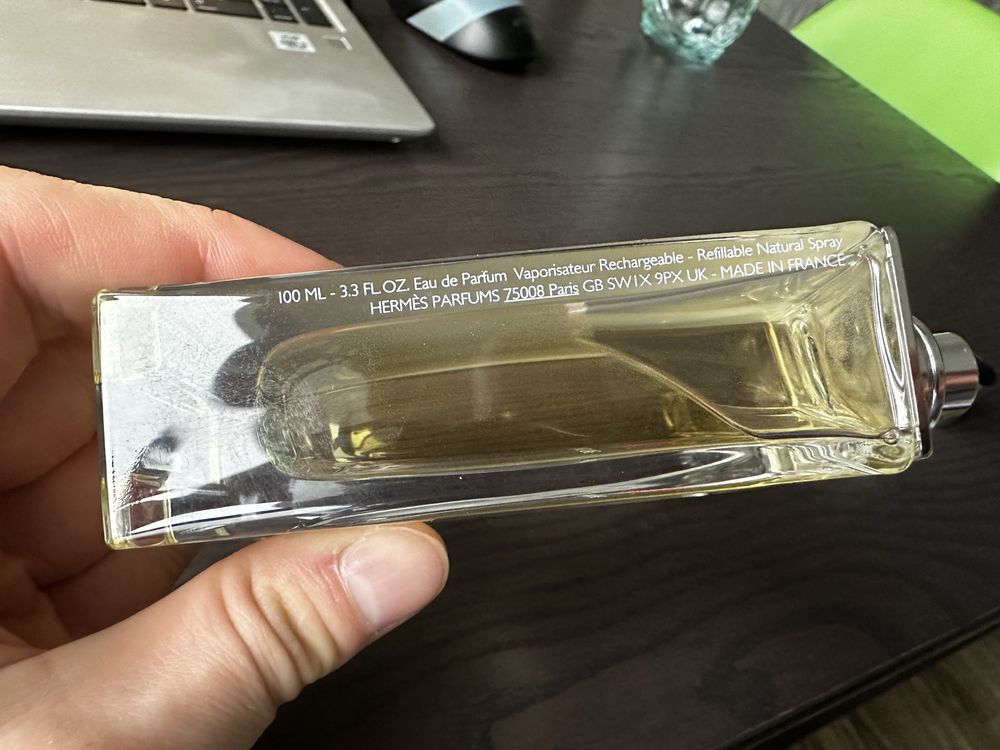 100 ML - 3.3 FL OZ. Eau de Parfum Vaporisateur Rechargeable - Refillable Natural Spray
HERMÈS PARFUMS 75008 Paris GB SW1X 9PX UK - MADE IN FRANCE